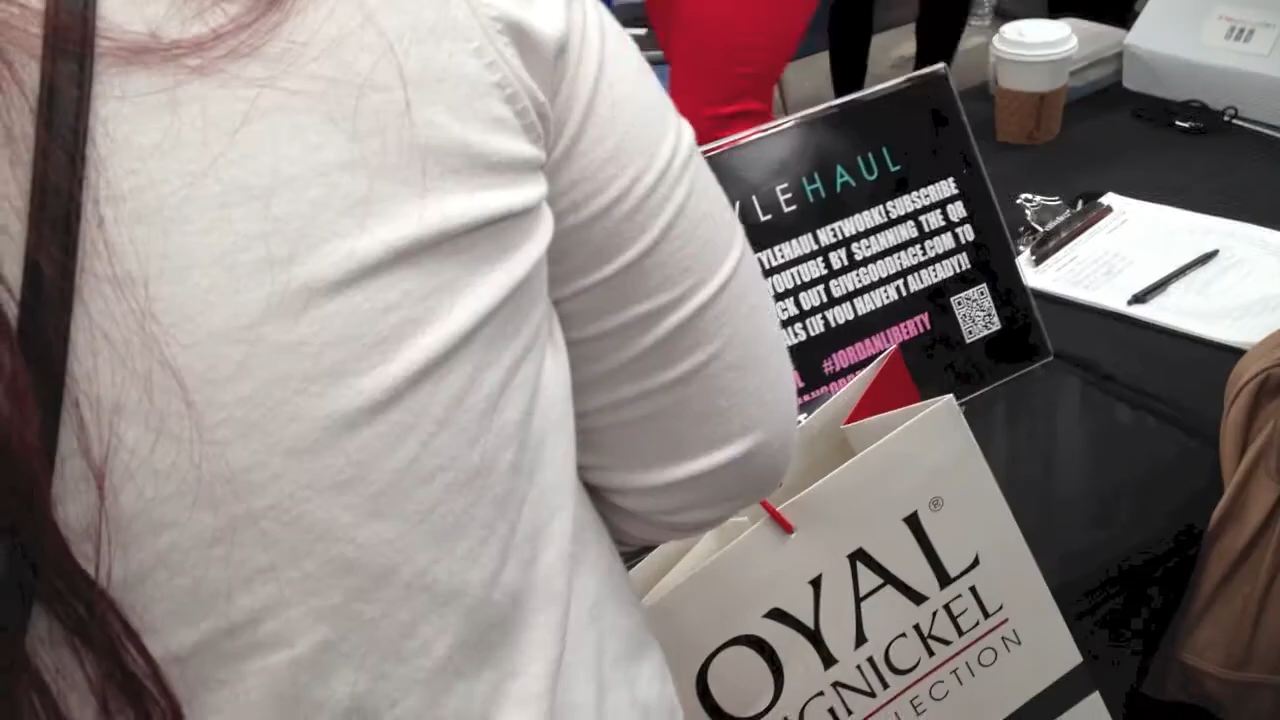 YLEHAUL
TYLEHAUL NETWORK! SUBSCRIBE
YOUTUBE BY SCANNING THE QR
CK OUT GIVEGOODFACE.COM TO
ALS (IF YOU HAVEN'T ALREADY)!
L #JORDANLIBERTY
OYAL®
GNICKEL
LECTION